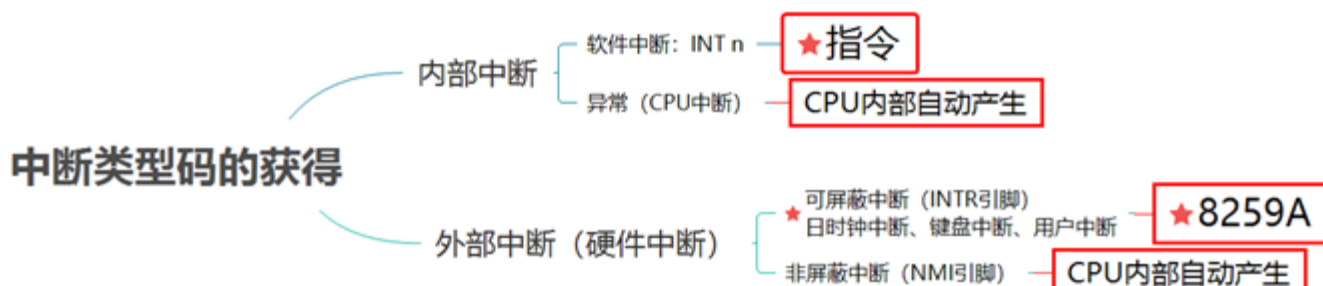 软件中断：INT n
★指令
内部中断
异常（CPU中断）
CPU内部自动产生
中断类型码的获得
可屏蔽中断（INTR引脚）
★日时钟中断、键盘中断、用户中断
★8259A
外部中断（硬件中断）
非屏蔽中断（NMI引脚）
CPU内部自动产生